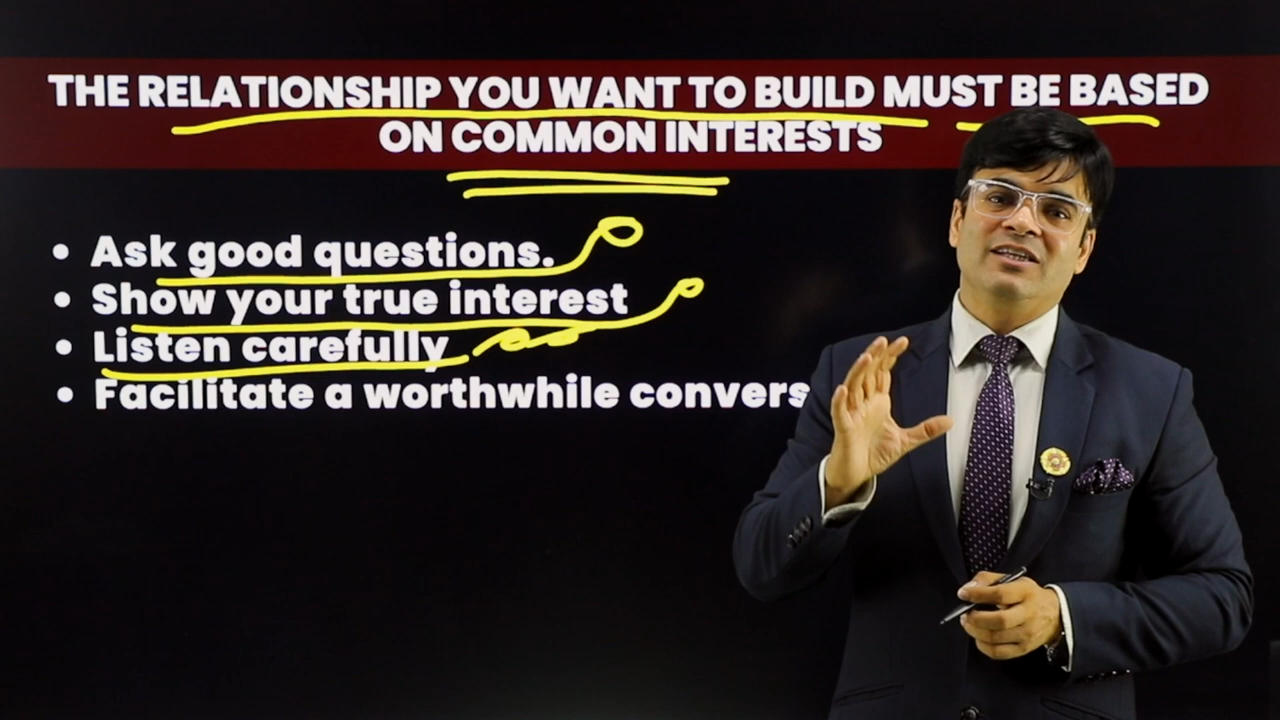 THE RELATIONSHIP YOU WANT TO BUILD MUST BE BASED
ON COMMON INTERESTS
• Ask good questions.
• Show your true interest
• Listen carefully
• Facilitate a worthwhile convers